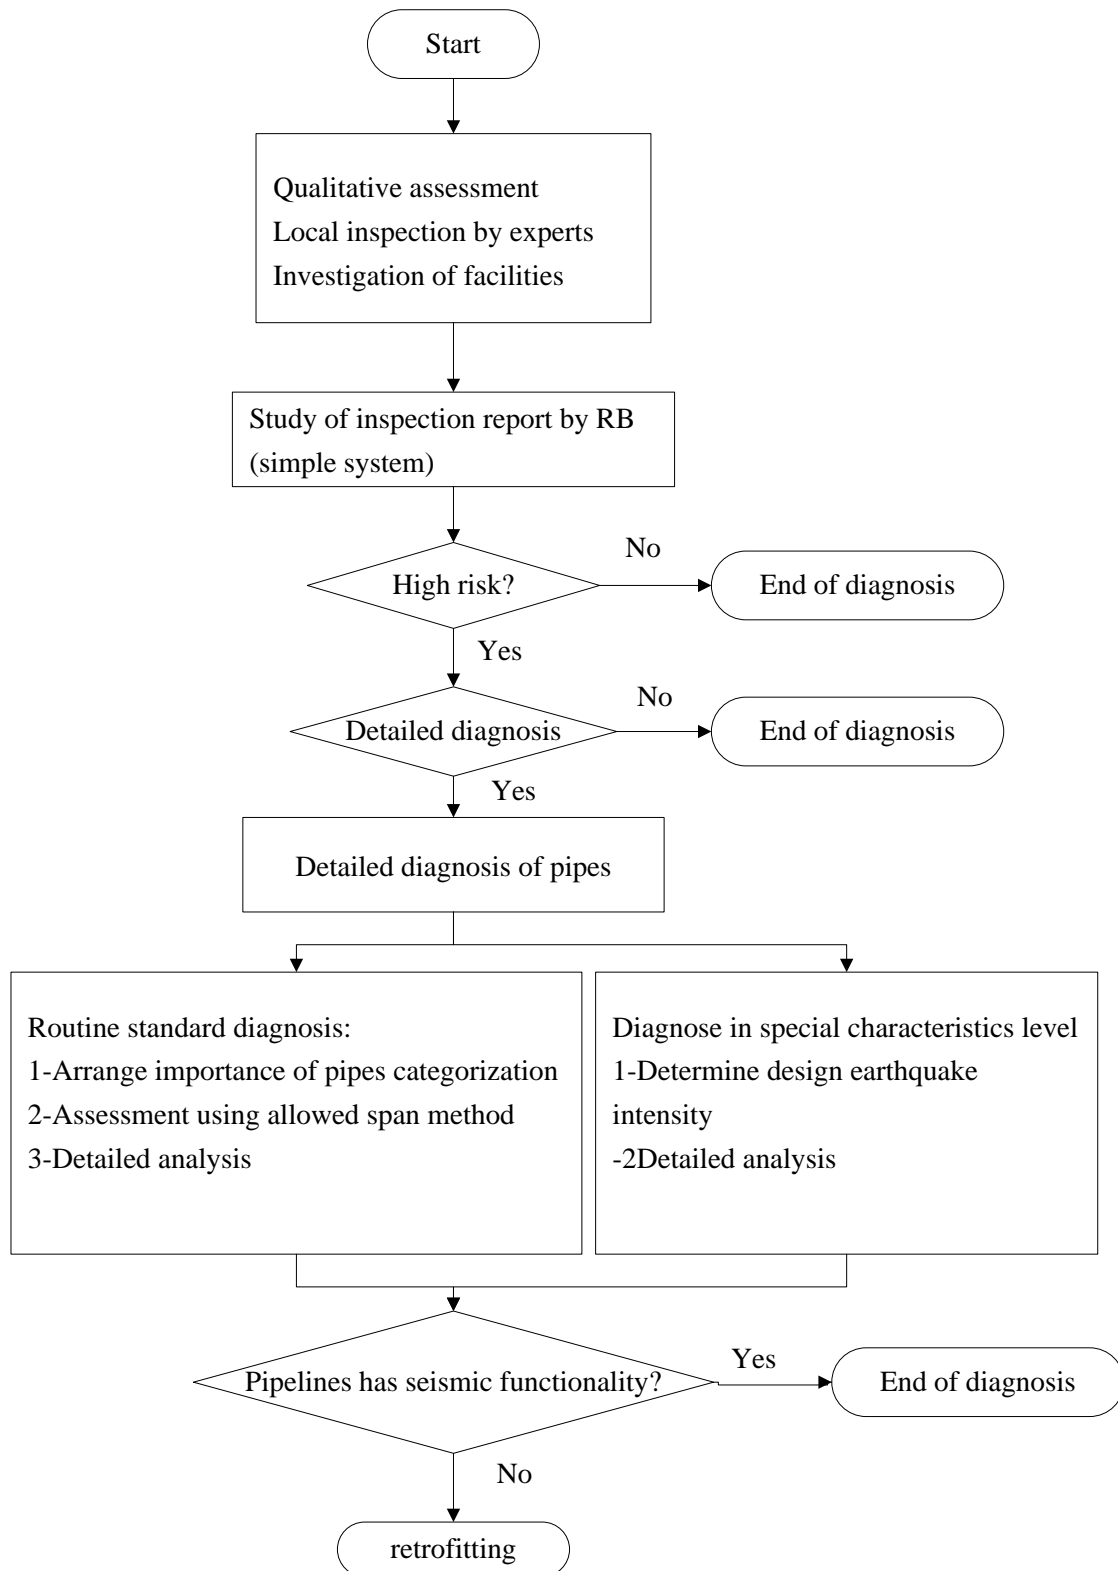 Start
Qualitative assessment
Local inspection by experts
Investigation of facilities
Study of inspection report by RB
(simple system)
High risk?
No
End of diagnosis
Yes
Detailed diagnosis
No
End of diagnosis
Yes
Detailed diagnosis of pipes
Routine standard diagnosis:
1-Arrange importance of pipes categorization
2-Assessment using allowed span method
3-Detailed analysis
Diagnose in special characteristics level
1-Determine design earthquake
intensity
-2Detailed analysis
Pipelines has seismic functionality?
Yes
End of diagnosis
No
retrofitting